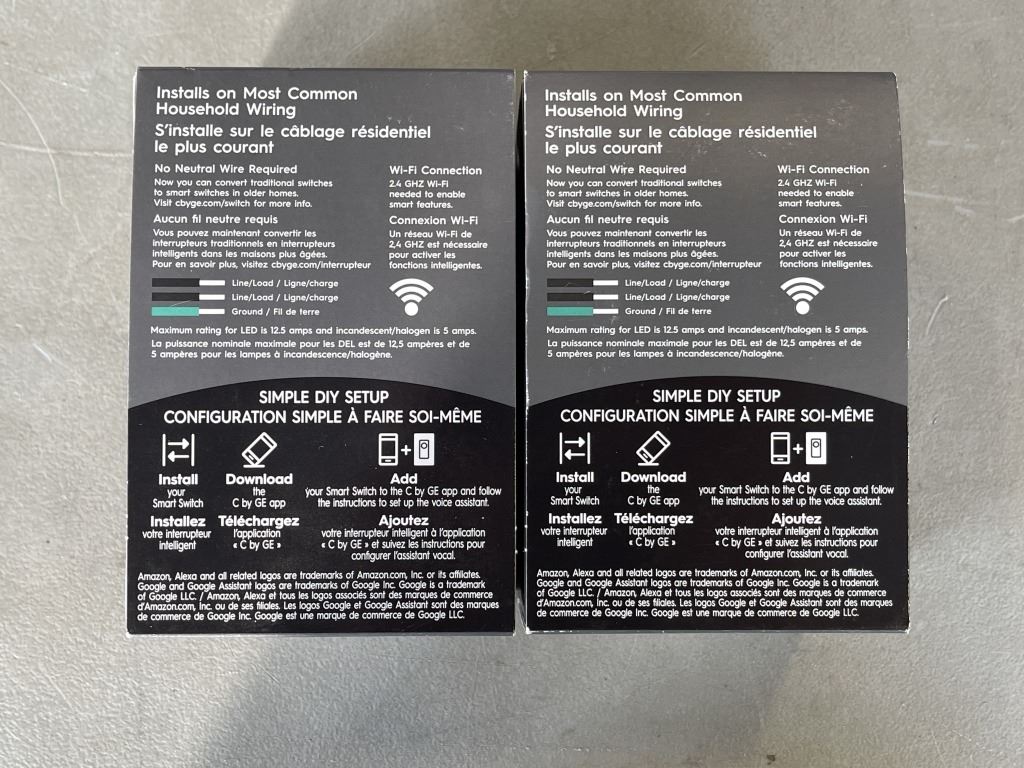 Installs on Most Common
Household Wiring
S'installe sur le câblage résidentiel
le plus courant
No Neutral Wire Required
Now you can convert traditional switches
to smart switches in older homes.
Visit cbyge.com/switch for more info.
Aucun fil neutre requis
Vous pouvez maintenant convertir les
interrupteurs traditionnels en interrupteurs
intelligents dans les maisons plus âgées.
Pour en savoir plus, visitez cbyge.com/interrupteur
Wi-Fi Connection
2.4 GHZ Wi-Fi
needed to enable
smart features.
Connexion Wi-Fi
Un réseau Wi-Fi de
2,4 GHZ est nécessaire
pour activer les
fonctions intelligentes.
Line/Load / Ligne/charge
Line/Load / Ligne/charge
Ground / Fil de terre
Maximum rating for LED is 12.5 amps and incandescent/halogen is 5 amps.
La puissance nominale maximale pour les DEL est de 12,5 ampères et de
5 ampères pour les lampes à incandescence/halogène.
SIMPLE DIY SETUP
CONFIGURATION SIMPLE À FAIRE SOI-MÊME
Install
your
Smart Switch
Installez
votre interrupteur
intelligent
Download
the
C by GE app
Téléchargez
l'application
« C by GE »
Add
your Smart Switch to the C by GE app and follow
the instructions to set up the voice assistant.
Ajoutez
votre interrupteur intelligent à l'application
« C by GE » et suivez les instructions pour
configurer l'assistant vocal.
Amazon, Alexa and all related logos are trademarks of Amazon.com, Inc. or its affiliates.
Google and Google Assistant logos are trademarks of Google Inc. Google is a trademark
of Google LLC. / Amazon, Alexa et tous les logos associés sont des marques de commerce
d'Amazon.com, Inc. ou de ses filiales. Les logos Google et Google Assistant sont des marques
de commerce de Google Inc. Google est une marque de commerce de Google LLC.
Installs on Most Common
Household Wiring
S'installe sur le câblage résidentiel
le plus courant
No Neutral Wire Required
Now you can convert traditional switches
to smart switches in older homes.
Visit cbyge.com/switch for more info.
Aucun fil neutre requis
Vous pouvez maintenant convertir les
interrupteurs traditionnels en interrupteurs
intelligents dans les maisons plus âgées.
Pour en savoir plus, visitez cbyge.com/interrupteur
Wi-Fi Connection
2.4 GHZ Wi-Fi
needed to enable
smart features.
Connexion Wi-Fi
Un réseau Wi-Fi de
2,4 GHZ est nécessaire
pour activer les
fonctions intelligentes.
Line/Load / Ligne/charge
Line/Load / Ligne/charge
Ground / Fil de terre
Maximum rating for LED is 12.5 amps and incandescent/halogen is 5 amps.
La puissance nominale maximale pour les DEL est de 12,5 ampères et de
5 ampères pour les lampes à incandescence/halogène.
SIMPLE DIY SETUP
CONFIGURATION SIMPLE À FAIRE SOI-MÊME
Install
your
Smart Switch
Installez
votre interrupteur
intelligent
Download
the
C by GE app
Téléchargez
l'application
« C by GE »
Add
your Smart Switch to the C by GE app and follow
the instructions to set up the voice assistant.
Ajoutez
votre interrupteur intelligent à l'application
« C by GE » et suivez les instructions pour
configurer l'assistant vocal.
Amazon, Alexa and all related logos are trademarks of Amazon.com, Inc. or its affiliates.
Google and Google Assistant logos are trademarks of Google Inc. Google is a trademark
of Google LLC. / Amazon, Alexa et tous les logos associés sont des marques de commerce
d'Amazon.com, Inc. ou de ses filiales. Les logos Google et Google Assistant sont des marques
de commerce de Google Inc. Google est une marque de commerce de Google LLC.